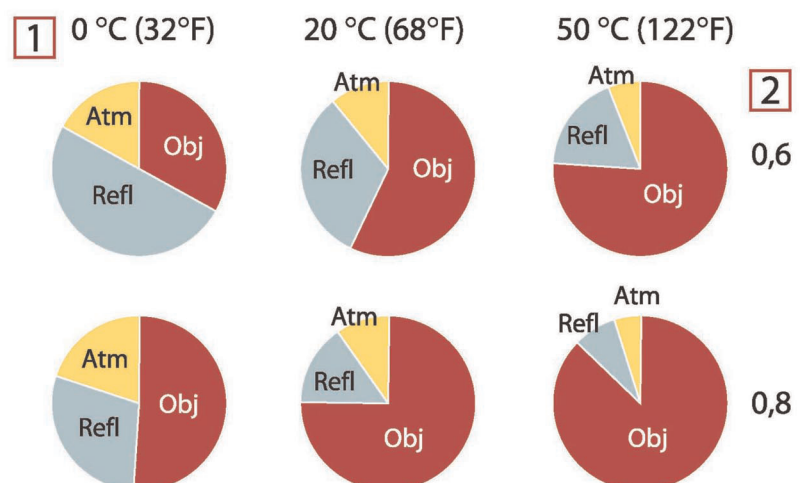 1 0 °C (32°F) 20 °C (68°F) 50 °C (122°F)
2
0,6
Atm Obj Refl
Atm Refl Obj
Atm Refl Obj
0,8
Atm Obj Refl
Atm Refl Obj
Atm Refl Obj